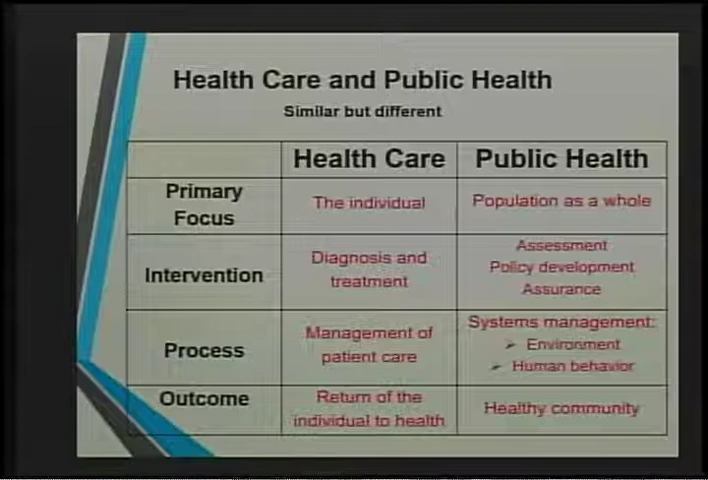 Health Care and Public Health
Similar but different
Health Care
Public Health
Primary
Focus
The individual
Population as a whole
Intervention
Diagnosis and
treatment
Assessment
Policy development
Assurance
Process
Management of
patient care
Systems management:
➢ Environment
➢ Human behavior
Outcome
Return of the
individual to health
Healthy community